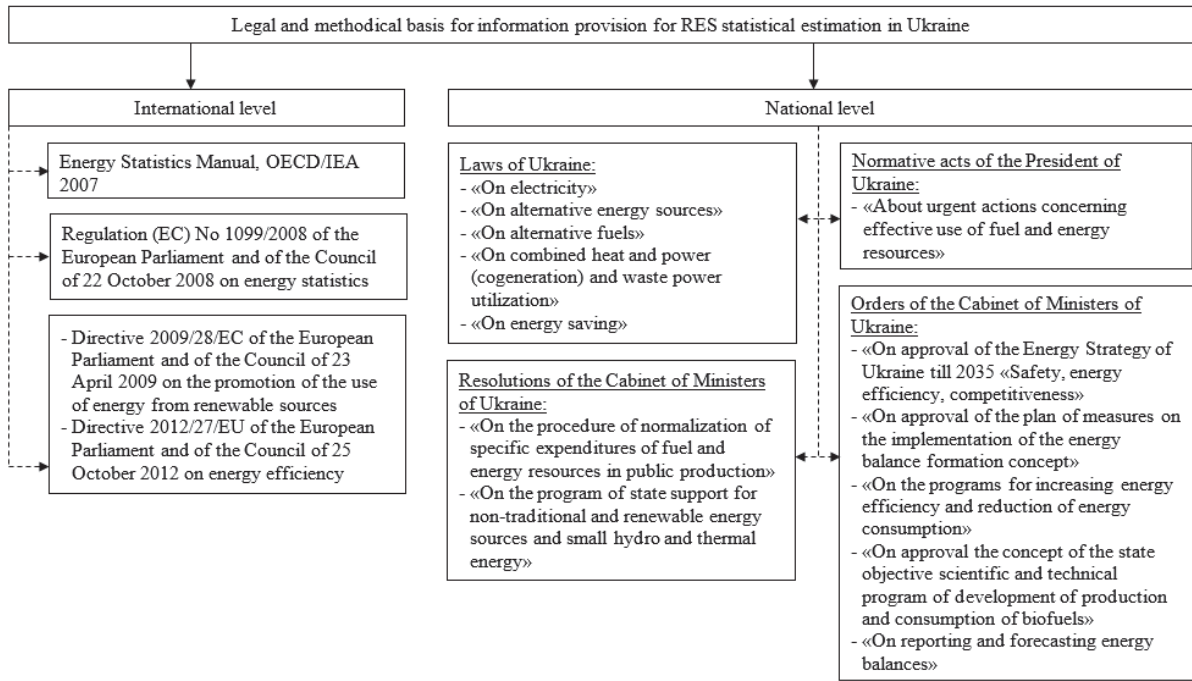 Legal and methodical basis for information provision for RES statistical estimation in Ukraine
International level
Energy Statistics Manual, OECD/IEA
2007
Regulation (EC) No 1099/2008 of the
European Parliament and of the Council
of 22 October 2008 on energy statistics
- Directive 2009/28/EC of the European
Parliament and of the Council of 23
April 2009 on the promotion of the use
of energy from renewable sources
- Directive 2012/27/EU of the European
Parliament and of the Council of 25
October 2012 on energy efficiency
National level
Laws of Ukraine:
- «On electricity»
- «On alternative energy sources»
- «On alternative fuels»
- «On combined heat and power
(cogeneration) and waste power
utilization»
- «On energy saving»
Resolutions of the Cabinet of Ministers
of Ukraine:
- «On the procedure of normalization of
specific expenditures of fuel and
energy resources in public production»
- «On the program of state support for
non-traditional and renewable energy
sources and small hydro and thermal
energy»
Normative acts of the President of
Ukraine:
- «About urgent actions concerning
effective use of fuel and energy
resources»
Orders of the Cabinet of Ministers of
Ukraine:
- «On approval of the Energy Strategy of
Ukraine till 2035 «Safety, energy
efficiency, competitiveness»
- «On approval of the plan of measures on
the implementation of the energy
balance formation concept»
- «On the programs for increasing energy
efficiency and reduction of energy
consumption»
- «On approval the concept of the state
objective scientific and technical
program of development of production
and consumption of biofuels»
- «On reporting and forecasting energy
balances»